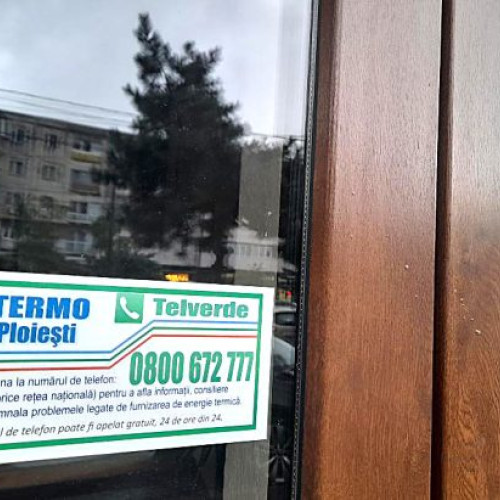 TERMO
Ploiești
Telverde
0800 672 777
na la numărul de telefon:
orice rețea națională) pentru a afla informații, consiliere
mnala problemele legate de furnizarea de energie termică.
l de telefon poate fi apelat gratuit, 24 de ore din 24.